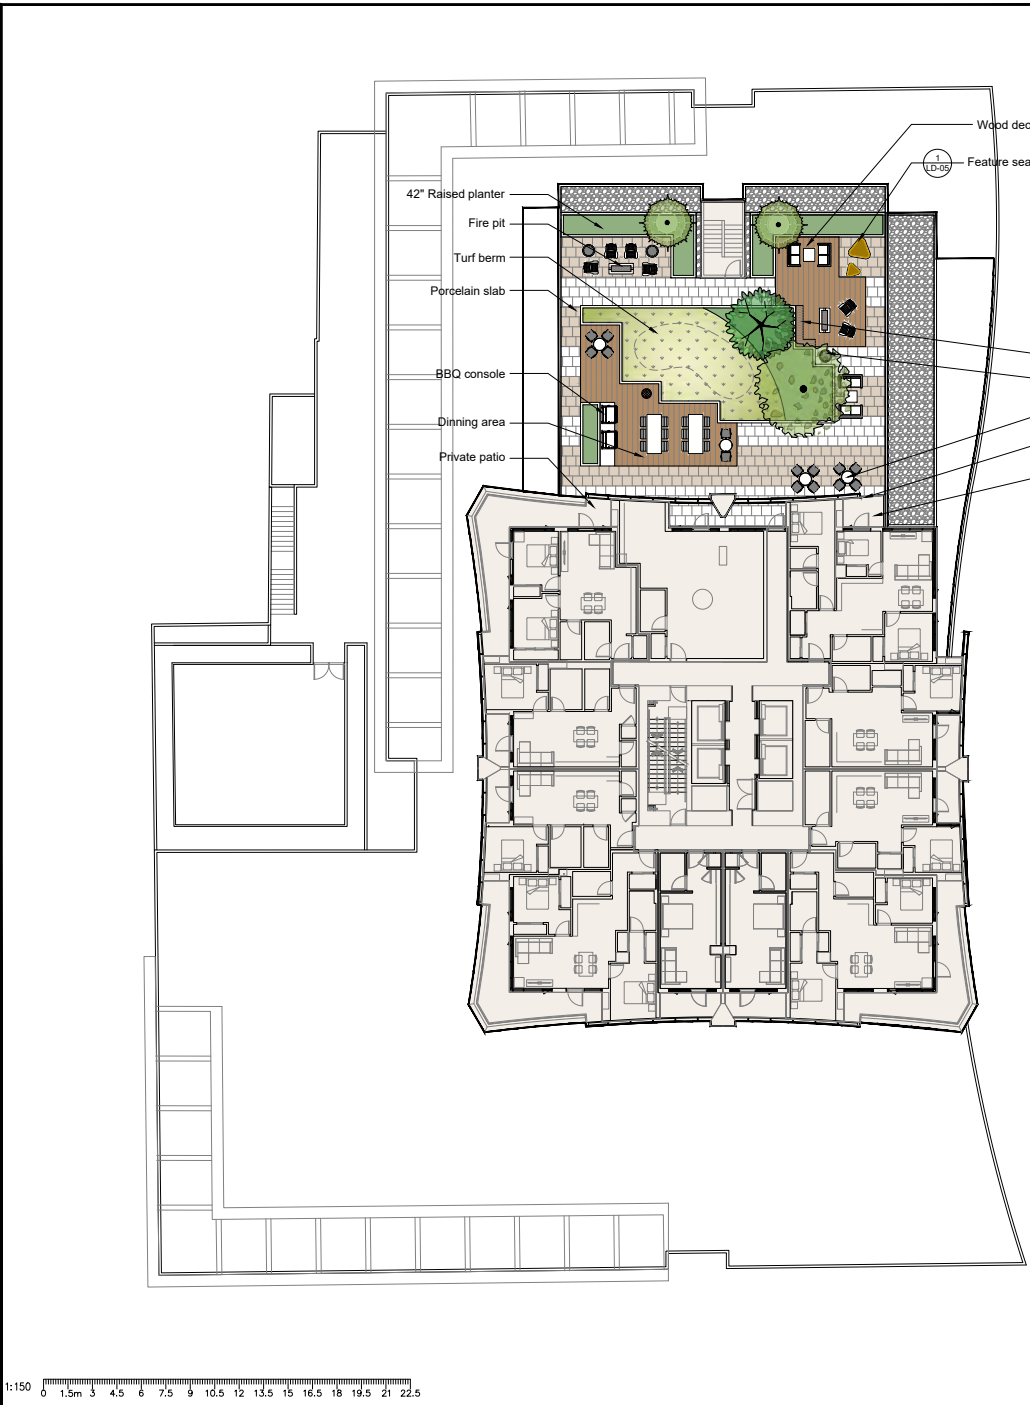 Wood dec
1
LD-05
Feature sea
42" Raised planter
Fire pit
Turf berm
Porcelain slab
BBQ console
Dinning area
Private patio
1:150
0 1.5m 3 4.5 6 7.5 9 10.5 12 13.5 15 16.5 18 19.5 21 22.5